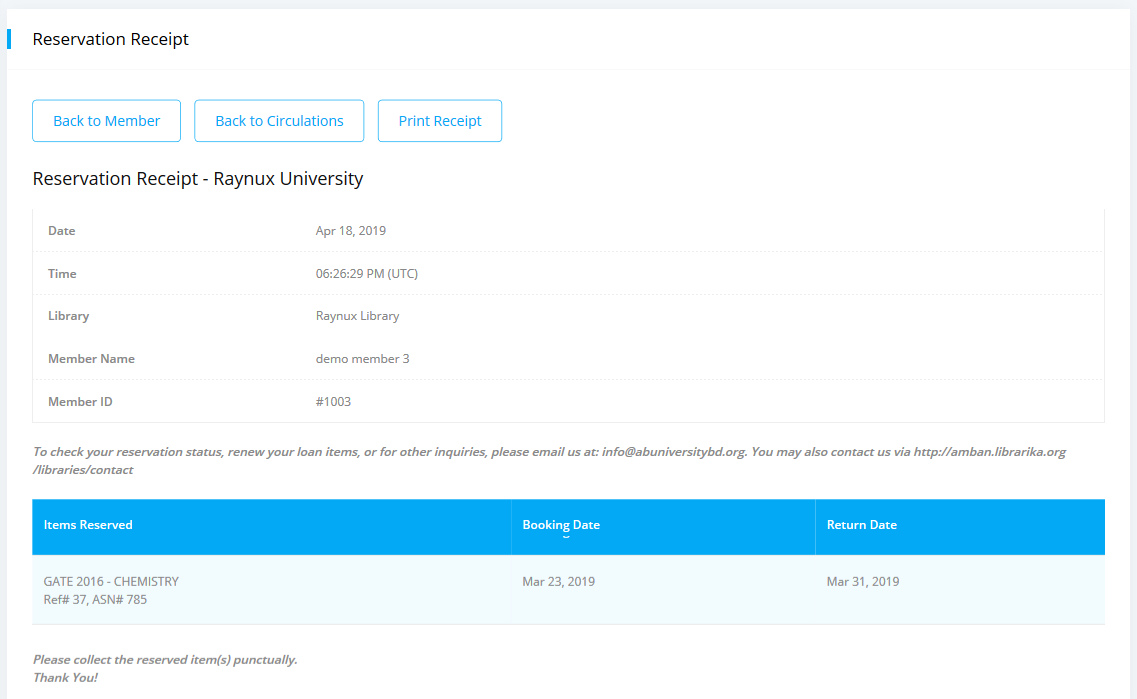 Reservation Receipt
Back to Member Back to Circulations Print Receipt
Reservation Receipt - Raynux University
Date Apr 18, 2019
Time 06:26:29 PM (UTC)
Library Raynux Library
Member Name demo member 3
Member ID #1003
To check your reservation status, renew your loan items, or for other inquiries, please email us at: info@abuniversitybd.org. You may also contact us via http://amban.librarika.org
/libraries/contact
Items Reserved Booking Date Return Date
GATE 2016 - CHEMISTRY Mar 23, 2019 Mar 31, 2019
Ref# 37, ASN# 785
Please collect the reserved item(s) punctually.
Thank You!